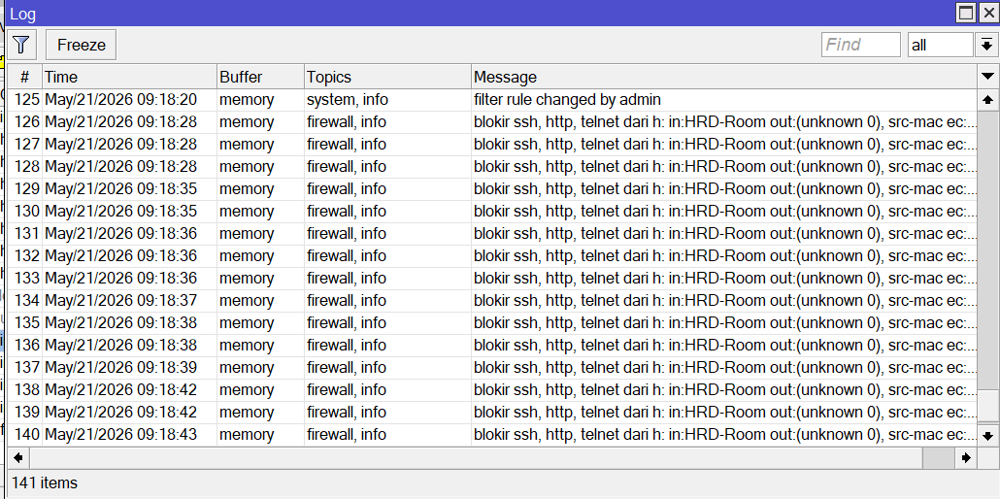 Log
Freeze Find all
# Time Buffer Topics Message
125 May/21/2026 09:18:20 memory system, info filter rule changed by admin
126 May/21/2026 09:18:28 memory firewall, info blokir ssh, http, telnet dari h: in:HRD-Room out:(unknown 0), src-mac ec:...
127 May/21/2026 09:18:28 memory firewall, info blokir ssh, http, telnet dari h: in:HRD-Room out:(unknown 0), src-mac ec:...
128 May/21/2026 09:18:28 memory firewall, info blokir ssh, http, telnet dari h: in:HRD-Room out:(unknown 0), src-mac ec:...
129 May/21/2026 09:18:35 memory firewall, info blokir ssh, http, telnet dari h: in:HRD-Room out:(unknown 0), src-mac ec:...
130 May/21/2026 09:18:35 memory firewall, info blokir ssh, http, telnet dari h: in:HRD-Room out:(unknown 0), src-mac ec:...
131 May/21/2026 09:18:36 memory firewall, info blokir ssh, http, telnet dari h: in:HRD-Room out:(unknown 0), src-mac ec:...
132 May/21/2026 09:18:36 memory firewall, info blokir ssh, http, telnet dari h: in:HRD-Room out:(unknown 0), src-mac ec:...
133 May/21/2026 09:18:36 memory firewall, info blokir ssh, http, telnet dari h: in:HRD-Room out:(unknown 0), src-mac ec:...
134 May/21/2026 09:18:37 memory firewall, info blokir ssh, http, telnet dari h: in:HRD-Room out:(unknown 0), src-mac ec:...
135 May/21/2026 09:18:38 memory firewall, info blokir ssh, http, telnet dari h: in:HRD-Room out:(unknown 0), src-mac ec:...
136 May/21/2026 09:18:38 memory firewall, info blokir ssh, http, telnet dari h: in:HRD-Room out:(unknown 0), src-mac ec:...
137 May/21/2026 09:18:39 memory firewall, info blokir ssh, http, telnet dari h: in:HRD-Room out:(unknown 0), src-mac ec:...
138 May/21/2026 09:18:42 memory firewall, info blokir ssh, http, telnet dari h: in:HRD-Room out:(unknown 0), src-mac ec:...
139 May/21/2026 09:18:42 memory firewall, info blokir ssh, http, telnet dari h: in:HRD-Room out:(unknown 0), src-mac ec:...
140 May/21/2026 09:18:43 memory firewall, info blokir ssh, http, telnet dari h: in:HRD-Room out:(unknown 0), src-mac ec:...
141 items